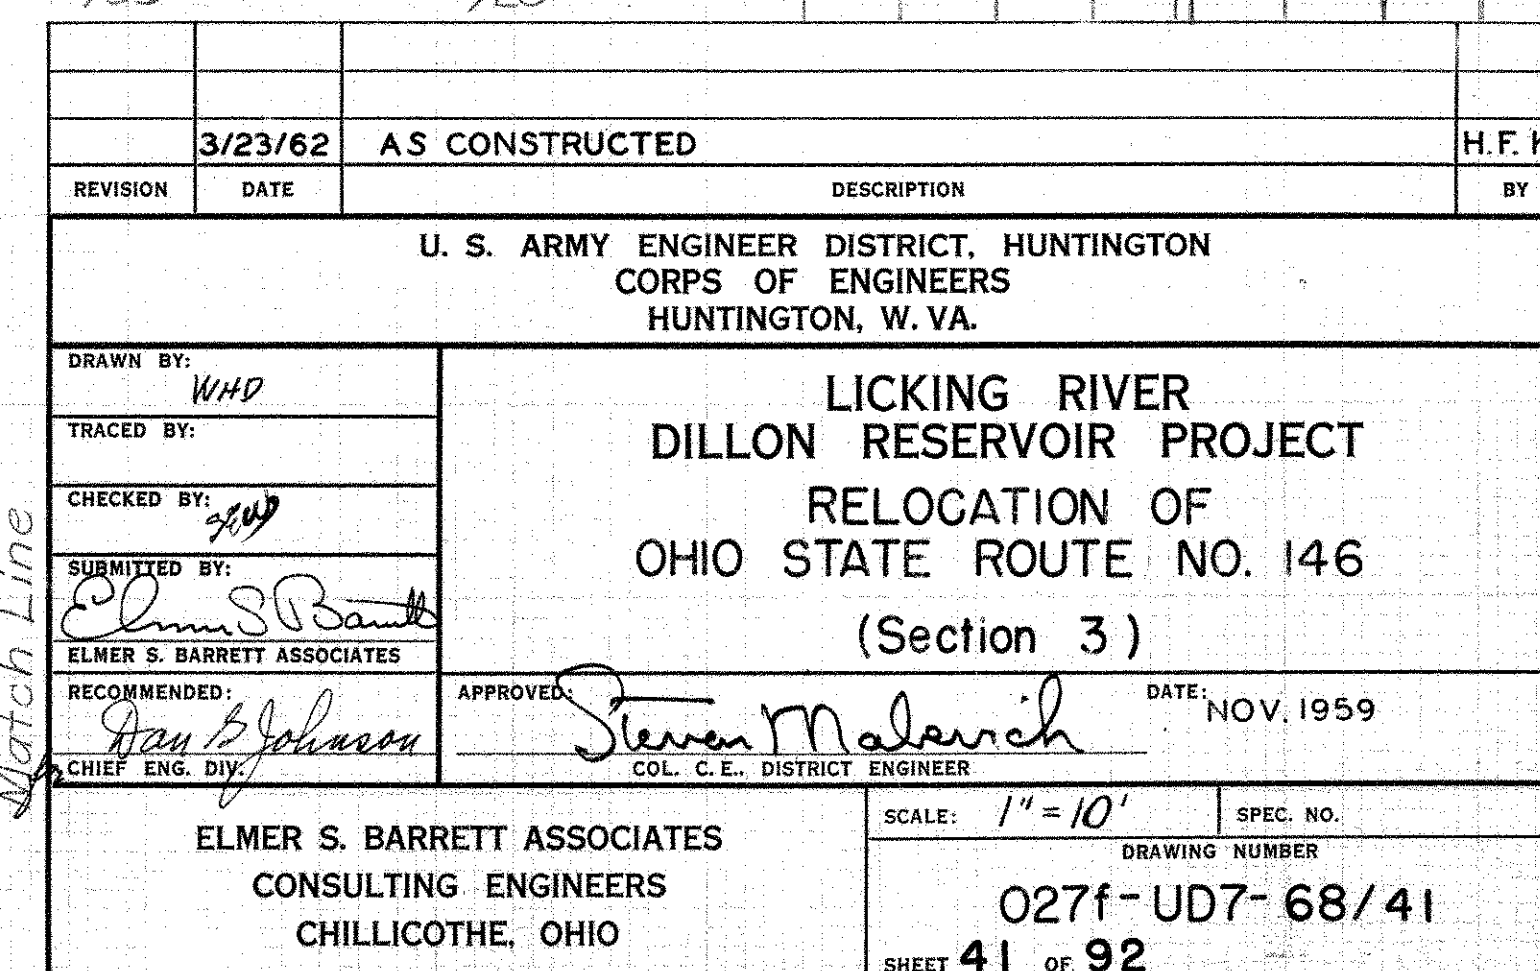 3/23/62 AS CONSTRUCTED H.F.
REVISION DATE DESCRIPTION BY
U. S. ARMY ENGINEER DISTRICT, HUNTINGTON
CORPS OF ENGINEERS
HUNTINGTON, W. VA.
DRAWN BY:
WHD
TRACED BY:
CHECKED BY:
SUBMITTED BY:
Elmer S Barrett
ELMER S. BARRETT ASSOCIATES
RECOMMENDED:
Dan G Johnson
CHIEF ENG. DIV.
LICKING RIVER
DILLON RESERVOIR PROJECT
RELOCATION OF
OHIO STATE ROUTE NO. 146
(Section 3)
APPROVED:
Steven Malevich
COL. C.E., DISTRICT ENGINEER
DATE: NOV. 1959
ELMER S. BARRETT ASSOCIATES
CONSULTING ENGINEERS
CHILLICOTHE, OHIO
SCALE: 1" = 10' SPEC. NO.
DRAWING NUMBER
027f-UD7-68/41
SHEET 41 OF 92
Match Line